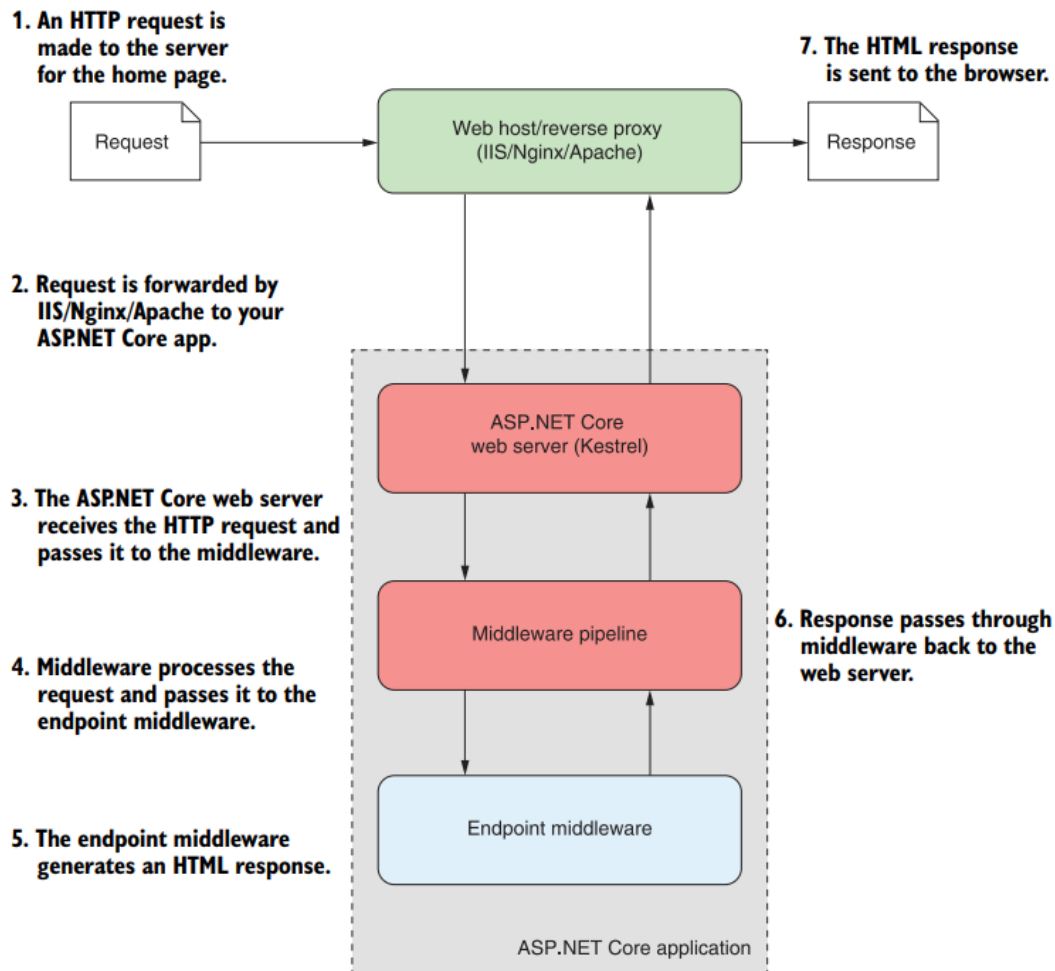 1. An HTTP request is
made to the server
for the home page.
7. The HTML response
is sent to the browser.
Request
Web host/reverse proxy
(IIS/Nginx/Apache)
Response
2. Request is forwarded by
IIS/Nginx/Apache to your
ASP.NET Core app.
ASP.NET Core
web server (Kestrel)
3. The ASP.NET Core web server
receives the HTTP request and
passes it to the middleware.
Middleware pipeline
6. Response passes through
middleware back to the
web server.
4. Middleware processes the
request and passes it to the
endpoint middleware.
Endpoint middleware
5. The endpoint middleware
generates an HTML response.
ASP.NET Core application